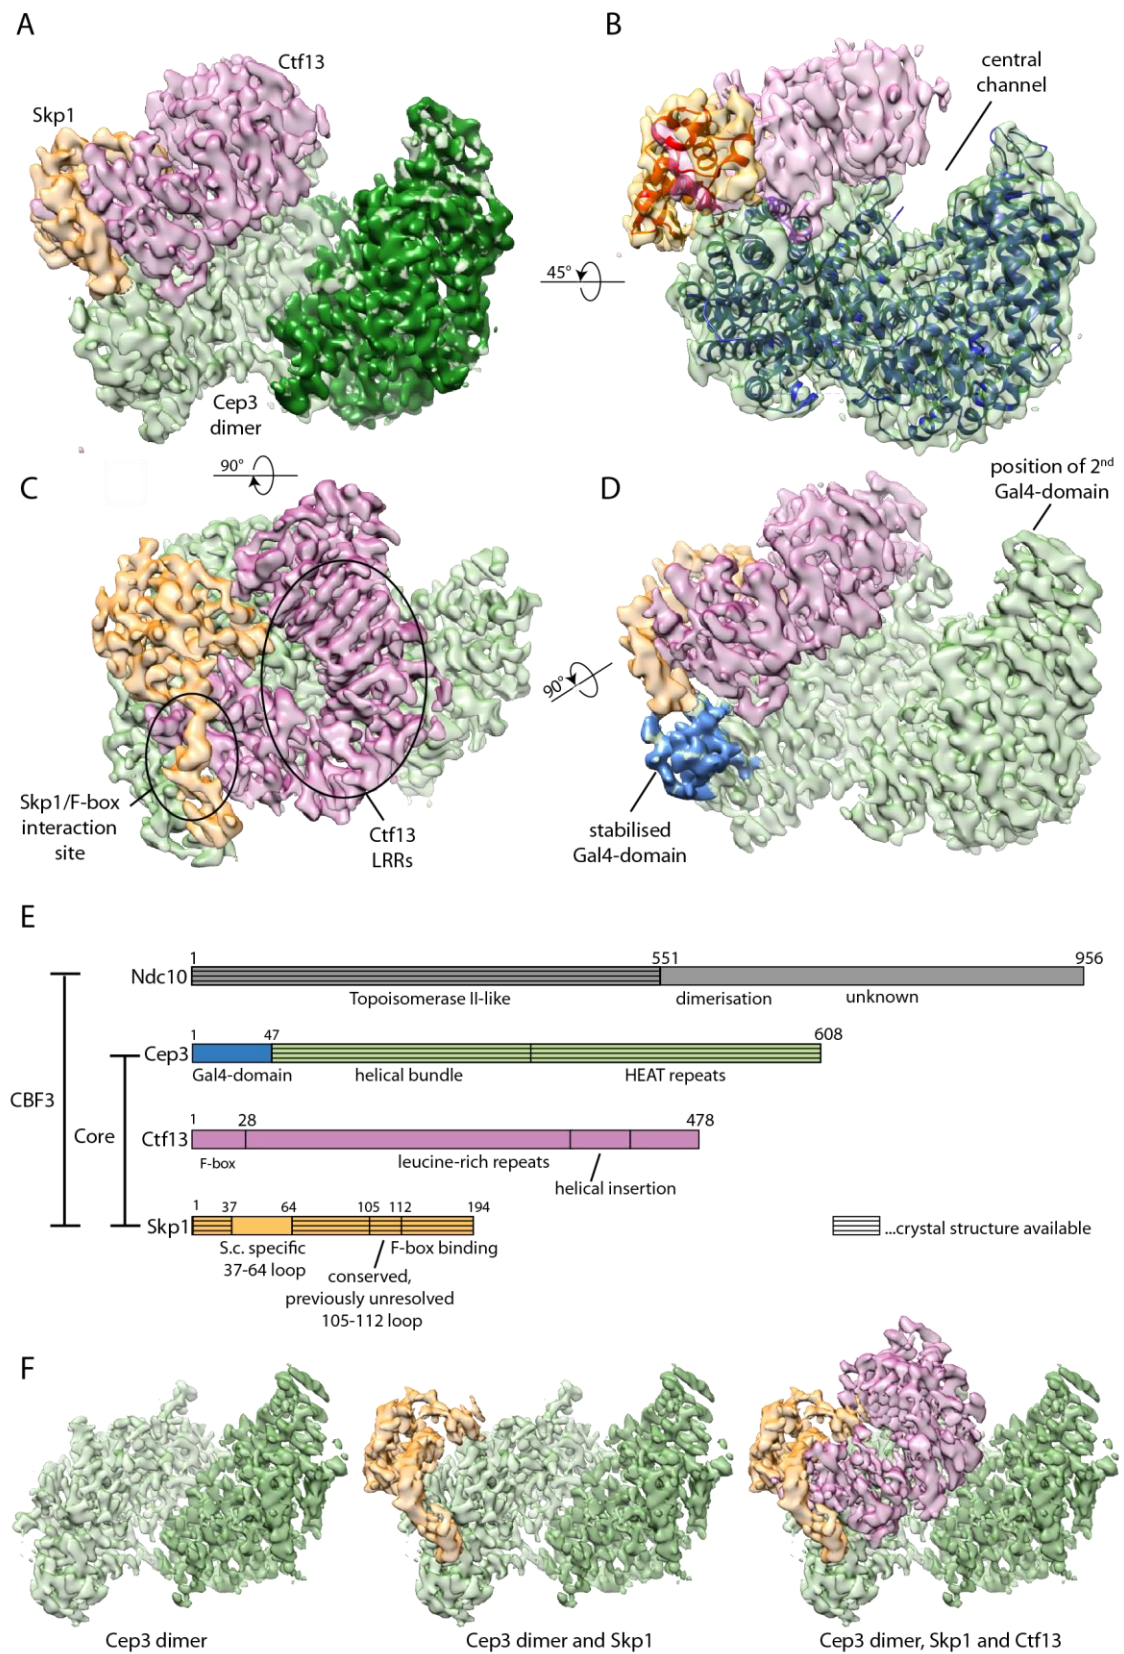 A
B
Ctf13
Skp1
central
channel
45°
Cep3
dimer
90°
C
D
position of 2nd
Gal4-domain
90°
Skp1/F-box
interaction
site
Ctf13
LRRs
stabilised
Gal4-domain
E
1 551 956
Ndc10
Topoisomerase II-like dimerisation unknown
1 47 608
Cep3
Gal4-domain helical bundle HEAT repeats
CBF3
Core
1 28 478
Ctf13
F-box leucine-rich repeats
helical insertion
1 37 64 105 112 194
Skp1
...crystal structure available
S.c. specific F-box binding
37-64 loop
conserved,
previously unresolved
105-112 loop
F
Cep3 dimer
Cep3 dimer and Skp1
Cep3 dimer, Skp1 and Ctf13